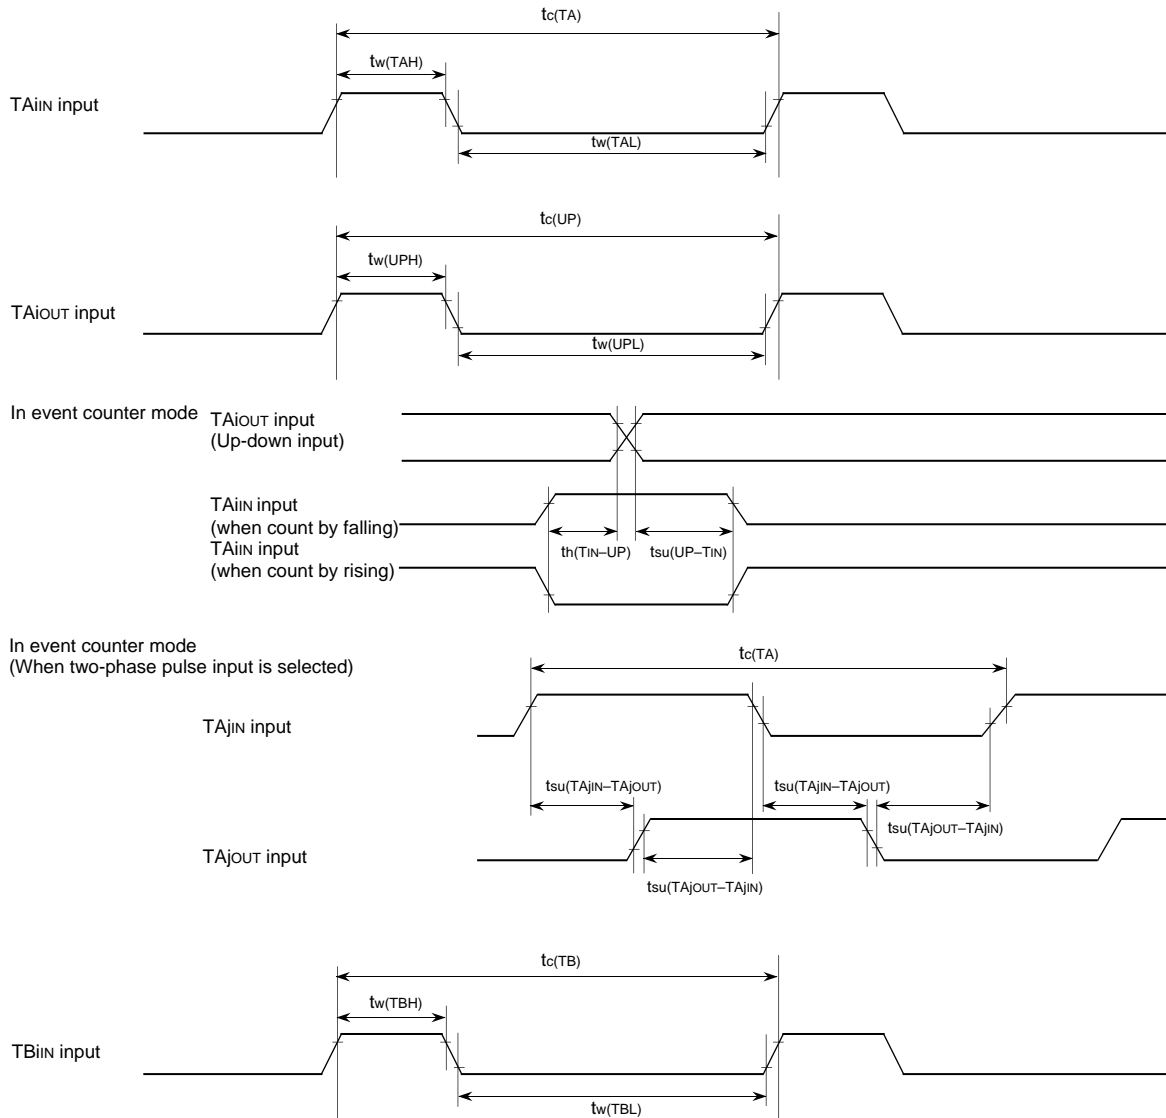 tc(TA)
tw(TAH)
TAiIN input
tw(TAL)
tc(UP)
tw(UPH)
TAiOUT input
tw(UPL)
In event counter mode
TAiOUT input
(Up-down input)
TAiIN input
(when count by falling)
th(TIN–UP)
tsu(UP–TIN)
TAiIN input
(when count by rising)
In event counter mode
(When two-phase pulse input is selected)
tc(TA)
TAjIN input
tsu(TAjIN–TAjOUT)
tsu(TAjIN–TAjOUT)
tsu(TAjOUT–TAjIN)
TAjOUT input
tsu(TAjOUT–TAjIN)
tc(TB)
tw(TBH)
TBiIN input
tw(TBL)